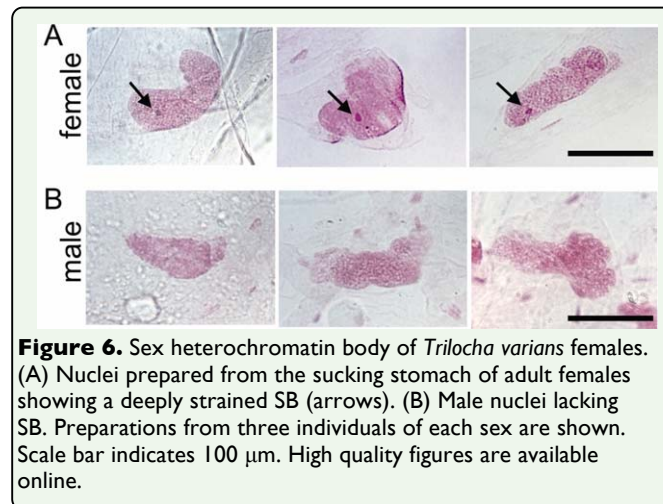 A
female
B
male
Figure 6. Sex heterochromatin body of Trilocha varians females.
(A) Nuclei prepared from the sucking stomach of adult females
showing a deeply strained SB (arrows). (B) Male nuclei lacking
SB. Preparations from three individuals of each sex are shown.
Scale bar indicates 100 μm. High quality figures are available
online.